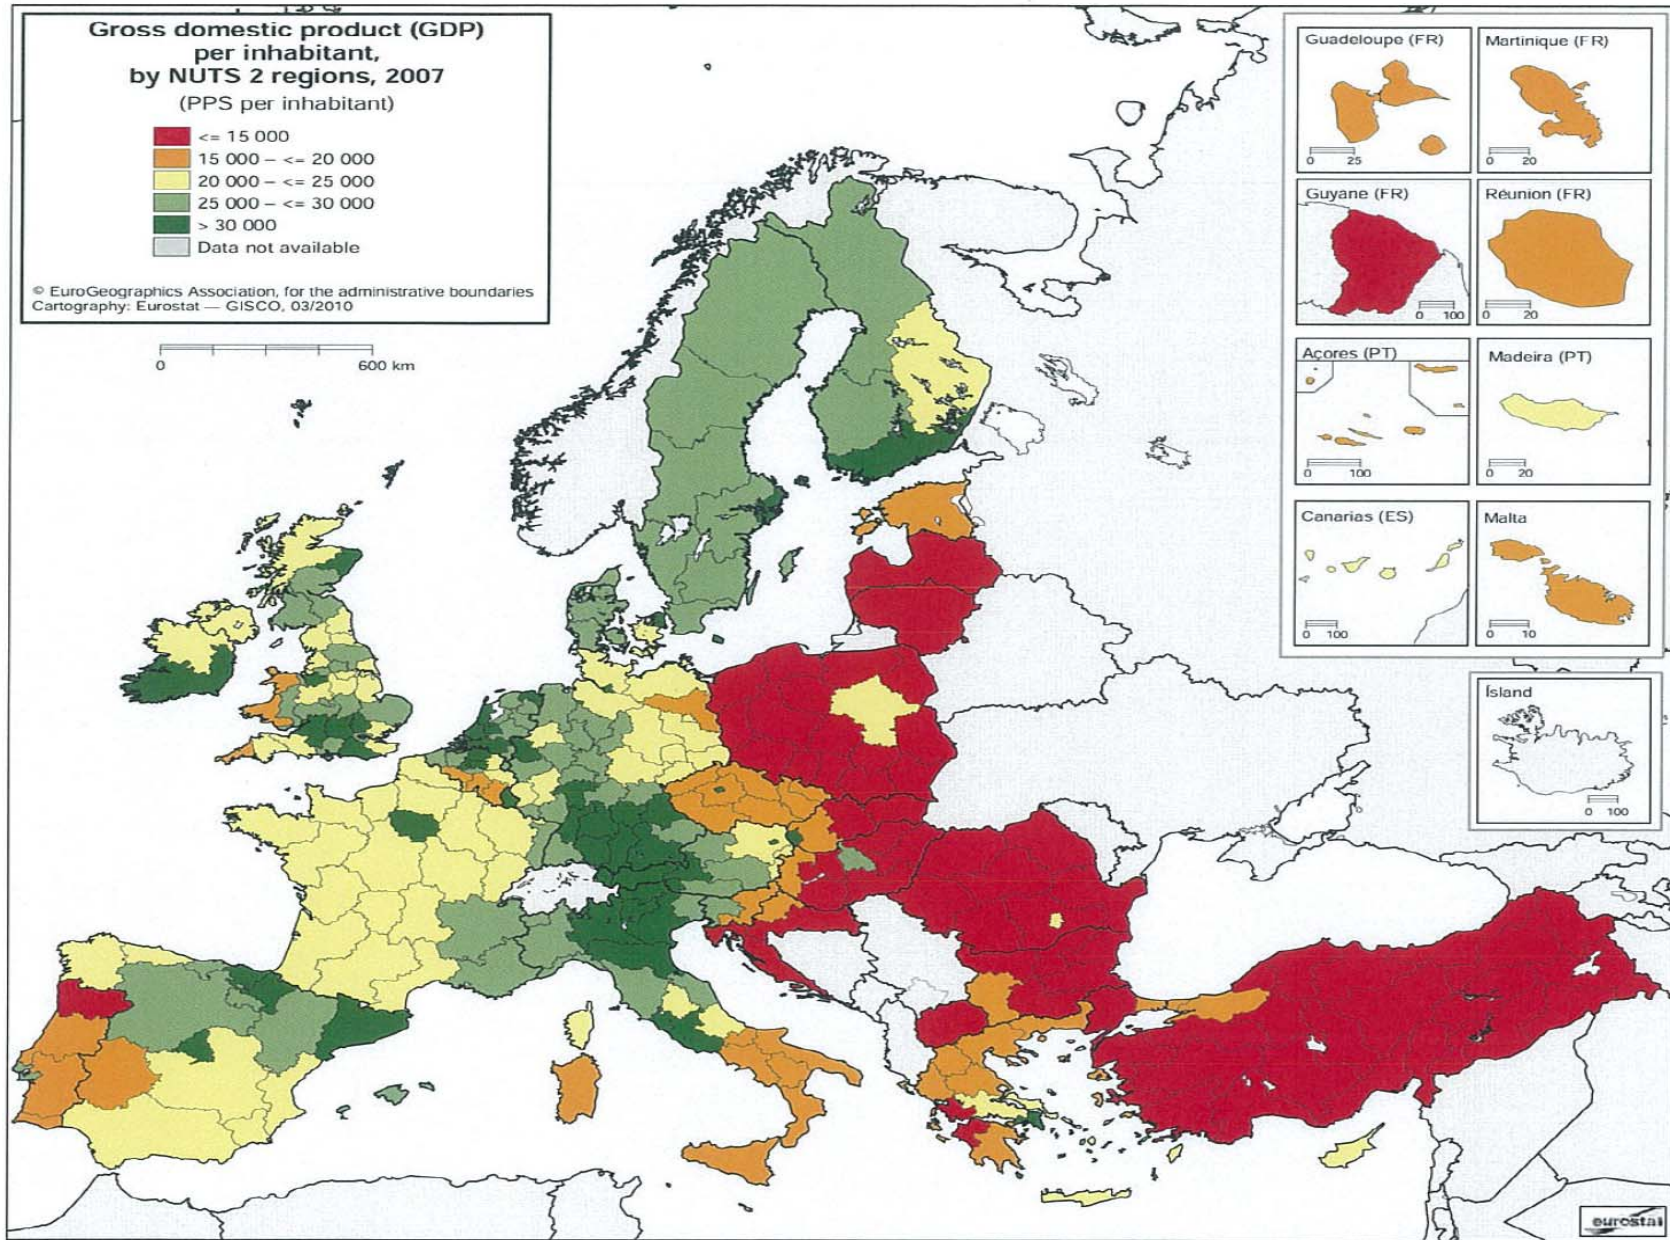 Gross domestic product (GDP)
per inhabitant,
by NUTS 2 regions, 2007
(PPS per inhabitant)
<= 15 000
15 000 – <= 20 000
20 000 – <= 25 000
25 000 – <= 30 000
> 30 000
Data not available
© EuroGeographics Association, for the administrative boundaries
Cartography: Eurostat — GISCO, 03/2010
0 600 km
Guadeloupe (FR)
0 25
Martinique (FR)
0 20
Guyane (FR)
0 100
Réunion (FR)
0 20
Açores (PT)
0 100
Madeira (PT)
0 20
Canarias (ES)
0 100
Malta
0 10
Ísland
0 100
eurostat